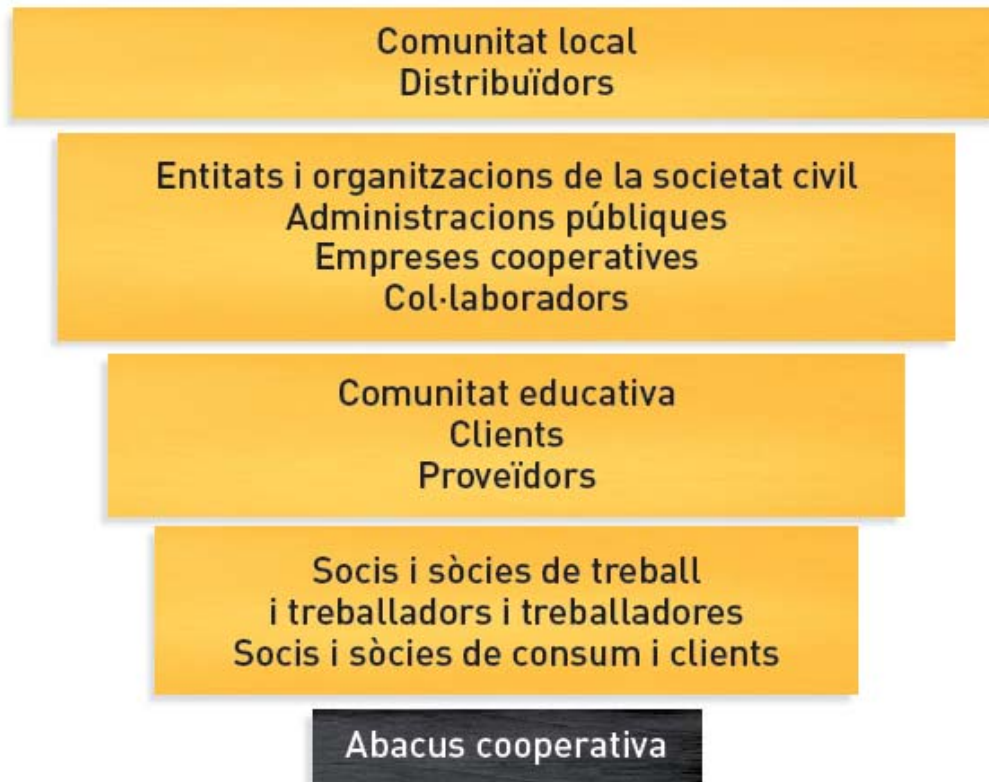 Comunitat local
Distribuïdors
Entitats i organitzacions de la societat civil
Administracions públiques
Empreses cooperatives
Col·laboradors
Comunitat educativa
Clients
Proveïdors
Socis i sòcies de treball
i treballadors i treballadores
Socis i sòcies de consum i clients
Abacus cooperativa